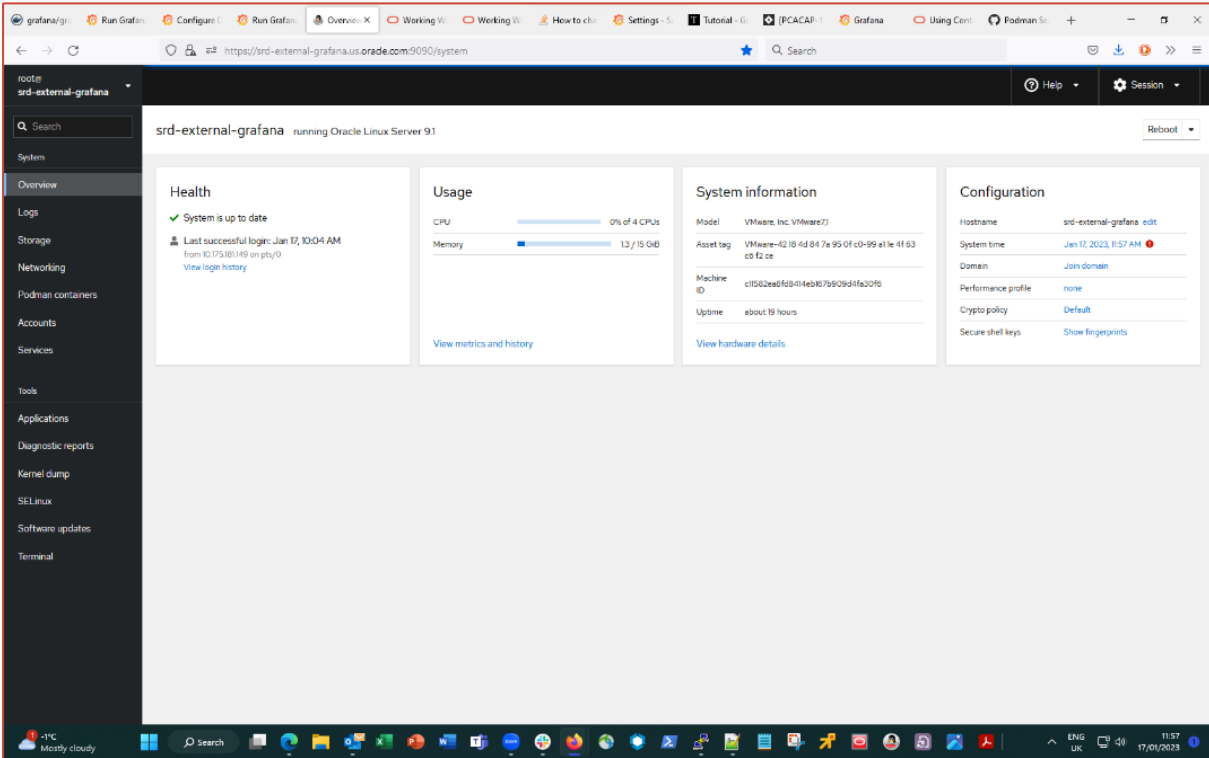 grafana/gr
Run Grafan
Configure
Run Grafan
Overview
Working W
Working W
How to cha
Settings - S
Tutorial - G
[PCACAP-1
Grafana
Using Cont
Podman Se
https://srd-external-grafana.us.oracle.com:9090/system
Search
root@
srd-external-grafana
Help
Session
Search
System
Overview
Logs
Storage
Networking
Podman containers
Accounts
Services
Tools
Applications
Diagnostic reports
Kernel dump
SELinux
Software updates
Terminal
srd-external-grafana running Oracle Linux Server 9.1
Reboot
Health
System is up to date
Last successful login: Jan 17, 10:04 AM
from 10.175.181.149 on pts/0
View login history
Usage
CPU 0% of 4 CPUs
Memory 1.3 / 15 GiB
View metrics and history
System information
Model VMware, Inc. VMware7,1
Asset tag VMware-42 18 4d 84 7a 95 0f c0-99 a1 1e 4f 63
c6 f2 ce
Machine
ID
c11582ea8fd8414eb167b909d4fa30f6
Uptime about 19 hours
View hardware details
Configuration
Hostname srd-external-grafana edit
System time Jan 17, 2023, 11:57 AM
Domain Join domain
Performance profile none
Crypto policy Default
Secure shell keys Show fingerprints
-1°C
Mostly cloudy
Search
ENG
UK
11:57
17/01/2023